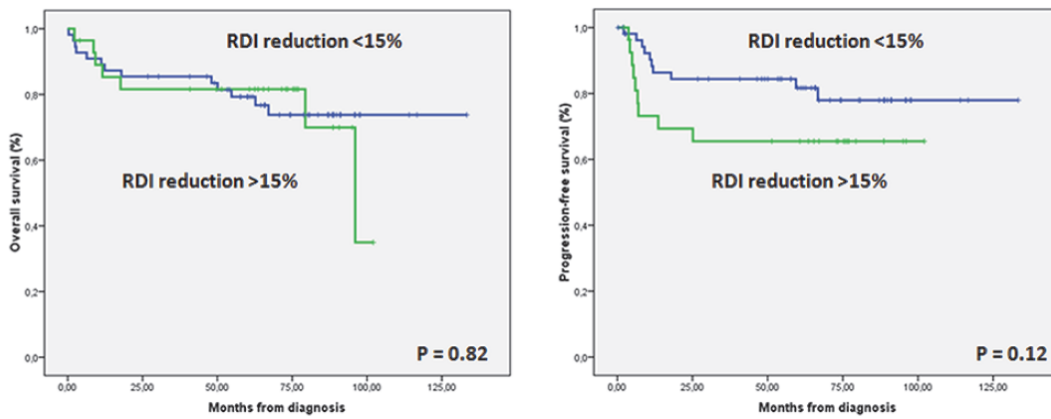 RDI reduction <15%
RDI reduction >15%
P = 0.82
Overall survival (%)
1,0
0,8
0,6
0,4
0,2
0,0
0,00 25,00 50,00 75,00 100,00 125,00
Months from diagnosis
RDI reduction <15%
RDI reduction >15%
P = 0.12
Progression-free survival (%)
1,0
0,8
0,6
0,4
0,2
0,0
0,00 25,00 50,00 75,00 100,00 125,00
Months from diagnosis